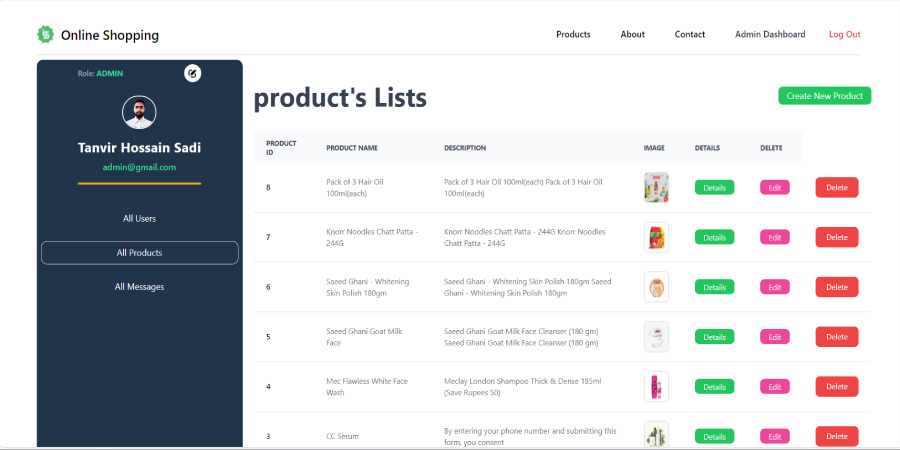 Online Shopping
Products
About
Contact
Admin Dashboard
Log Out
Role: ADMIN
Tanvir Hossain Sadi
admin@gmail.com
All Users
All Products
All Messages
product's Lists
Create New Product
PRODUCT
ID
PRODUCT NAME
DESCRIPTION
IMAGE
DETAILS
DELETE
8
Pack of 3 Hair Oil
100ml(each)
Pack of 3 Hair Oil 100ml(each) Pack of 3 Hair Oil
100ml(each)
Details
Edit
Delete
7
Knorr Noodles Chatt Patta -
244G
Knorr Noodles Chatt Patta - 244G Knorr Noodles
Chatt Patta - 244G
Details
Edit
Delete
6
Saeed Ghani - Whitening
Skin Polish 180gm
Saeed Ghani - Whitening Skin Polish 180gm Saeed
Ghani - Whitening Skin Polish 180gm
Details
Edit
Delete
5
Saeed Ghani Goat Milk
Face
Saeed Ghani Goat Milk Face Cleanser (180 gm)
Saeed Ghani Goat Milk Face Cleanser (180 gm)
Details
Edit
Delete
4
Mec Flawless White Face
Wash
Meclay London Shampoo Thick & Dense 185ml
(Save Rupees 50)
Details
Edit
Delete
3
CC Serum
By entering your phone number and submitting this
form, you consent
Details
Edit
Delete